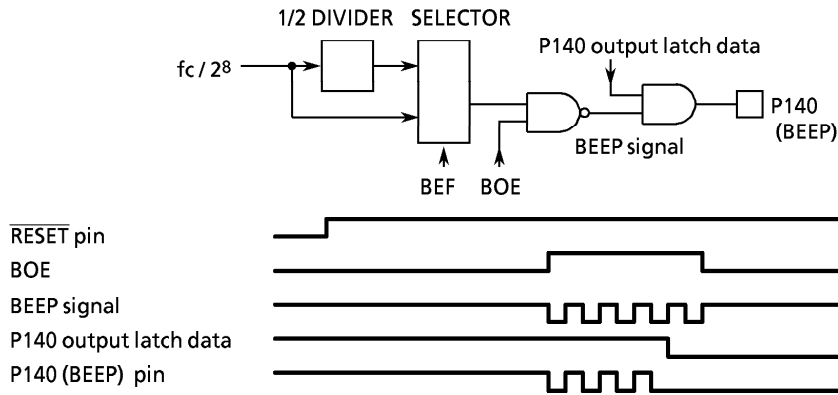 1/2 DIVIDER SELECTOR
P140 output latch data
fc / 2⁸
P140
(BEEP)
BEEP signal
BEF BOE
RESET pin
BOE
BEEP signal
P140 output latch data
P140 (BEEP) pin